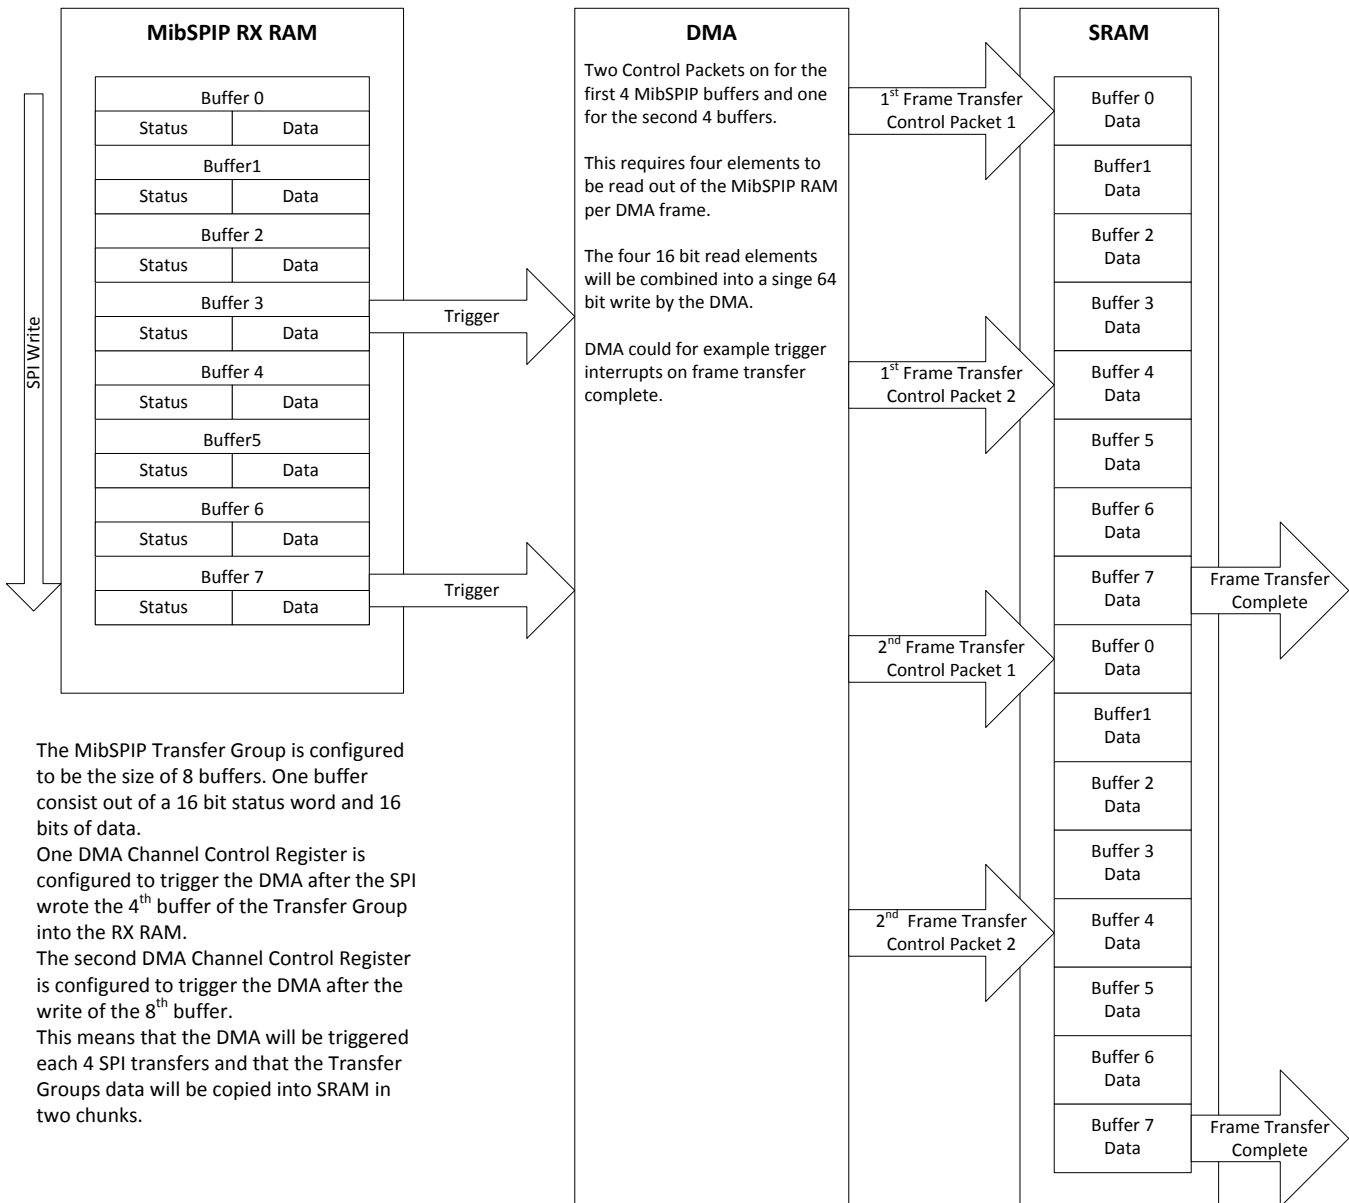 MibSPIP RX RAM
SPI Write
Buffer 0
Status Data
Buffer1
Status Data
Buffer 2
Status Data
Buffer 3
Status Data
Buffer 4
Status Data
Buffer5
Status Data
Buffer 6
Status Data
Buffer 7
Status Data
Trigger
Trigger
The MibSPIP Transfer Group is configured
to be the size of 8 buffers. One buffer
consist out of a 16 bit status word and 16
bits of data.
One DMA Channel Control Register is
configured to trigger the DMA after the SPI
wrote the 4th buffer of the Transfer Group
into the RX RAM.
The second DMA Channel Control Register
is configured to trigger the DMA after the
write of the 8th buffer.
This means that the DMA will be triggered
each 4 SPI transfers and that the Transfer
Groups data will be copied into SRAM in
two chunks.
DMA
Two Control Packets on for the
first 4 MibSPIP buffers and one
for the second 4 buffers.
This requires four elements to
be read out of the MibSPIP RAM
per DMA frame.
The four 16 bit read elements
will be combined into a singe 64
bit write by the DMA.
DMA could for example trigger
interrupts on frame transfer
complete.
1st Frame Transfer
Control Packet 1
1st Frame Transfer
Control Packet 2
2nd Frame Transfer
Control Packet 1
2nd Frame Transfer
Control Packet 2
SRAM
Buffer 0
Data
Buffer1
Data
Buffer 2
Data
Buffer 3
Data
Buffer 4
Data
Buffer 5
Data
Buffer 6
Data
Buffer 7
Data
Buffer 0
Data
Buffer1
Data
Buffer 2
Data
Buffer 3
Data
Buffer 4
Data
Buffer 5
Data
Buffer 6
Data
Buffer 7
Data
Frame Transfer
Complete
Frame Transfer
Complete